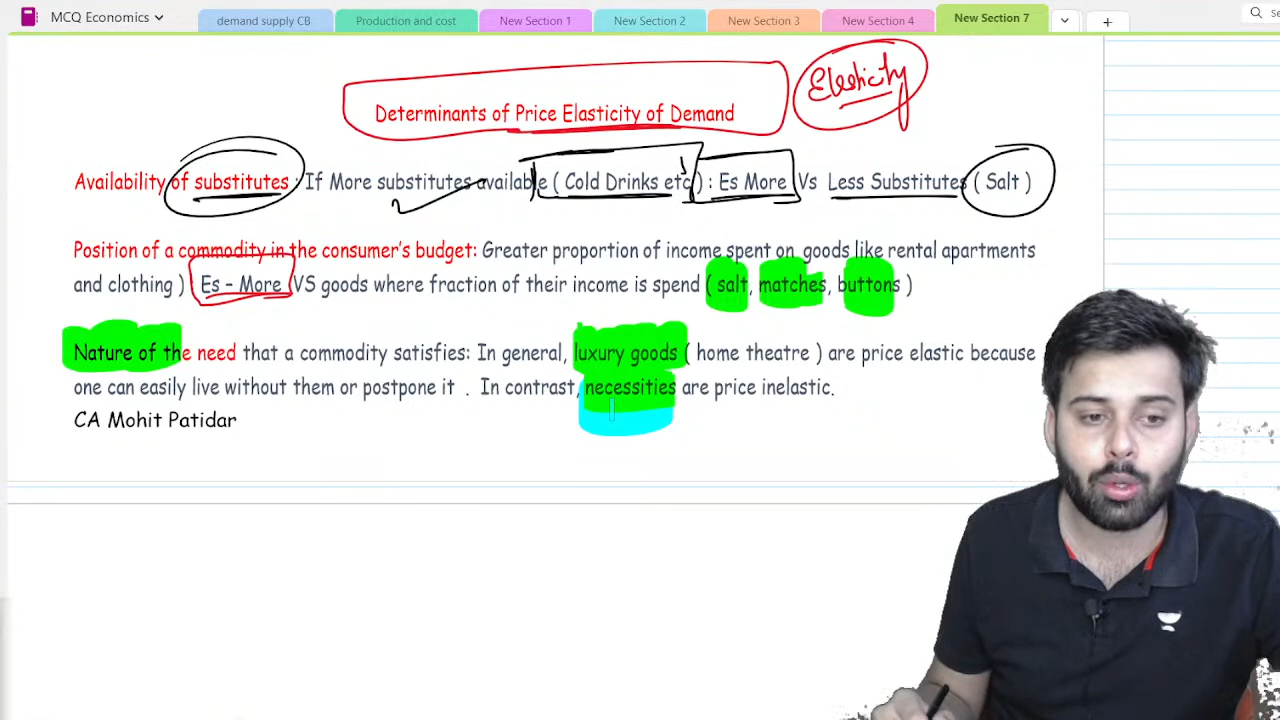 MCQ Economics
demand supply CB
Production and cost
New Section 1
New Section 2
New Section 3
New Section 4
New Section 7
Elasticity
Determinants of Price Elasticity of Demand
Availability of substitutes : If More substitutes available ( Cold Drinks etc ) : Es More Vs Less Substitutes ( Salt )
Position of a commodity in the consumer's budget: Greater proportion of income spent on goods like rental apartments
and clothing ) Es – More VS goods where fraction of their income is spend ( salt, matches, buttons )
Nature of the need that a commodity satisfies: In general, luxury goods ( home theatre ) are price elastic because
one can easily live without them or postpone it . In contrast, necessities are price inelastic.
CA Mohit Patidar